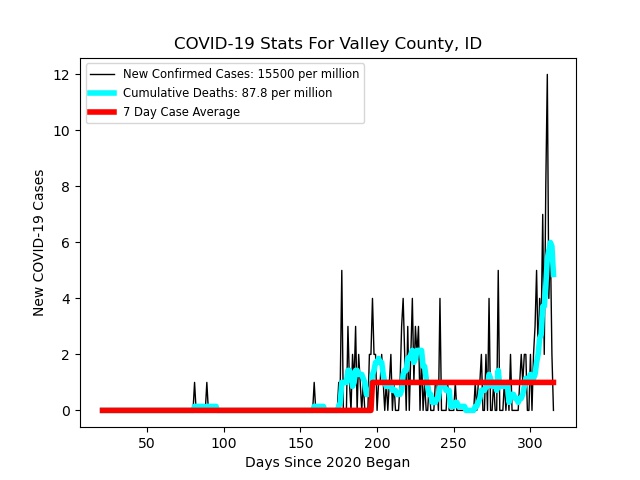 COVID-19 Stats For Valley County, ID
New Confirmed Cases: 15500 per million
Cumulative Deaths: 87.8 per million
7 Day Case Average
New COVID-19 Cases
12
10
8
6
4
2
0
50 100 150 200 250 300
Days Since 2020 Began